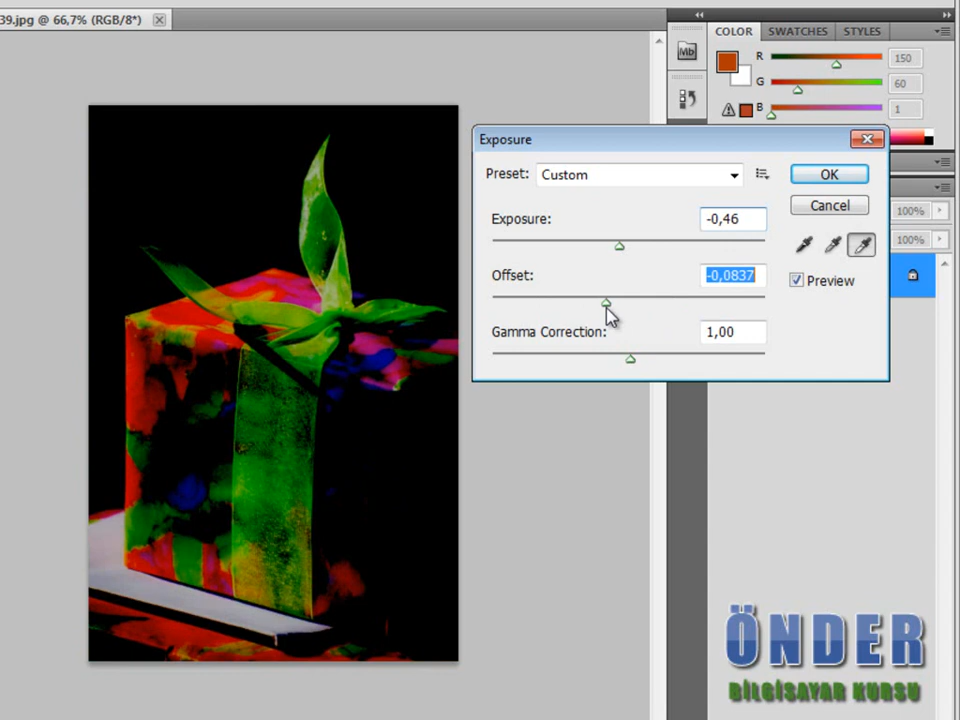 39.jpg @ 66,7% (RGB/8*)
COLOR
SWATCHES
STYLES
Mb
R
150
G
60
B
1
Exposure
Preset:
Custom
OK
Cancel
Exposure:
-0,46
100%
100%
Offset:
-0,0837
Preview
Gamma Correction:
1,00
ÖNDER
BİLGİSAYAR KURSU